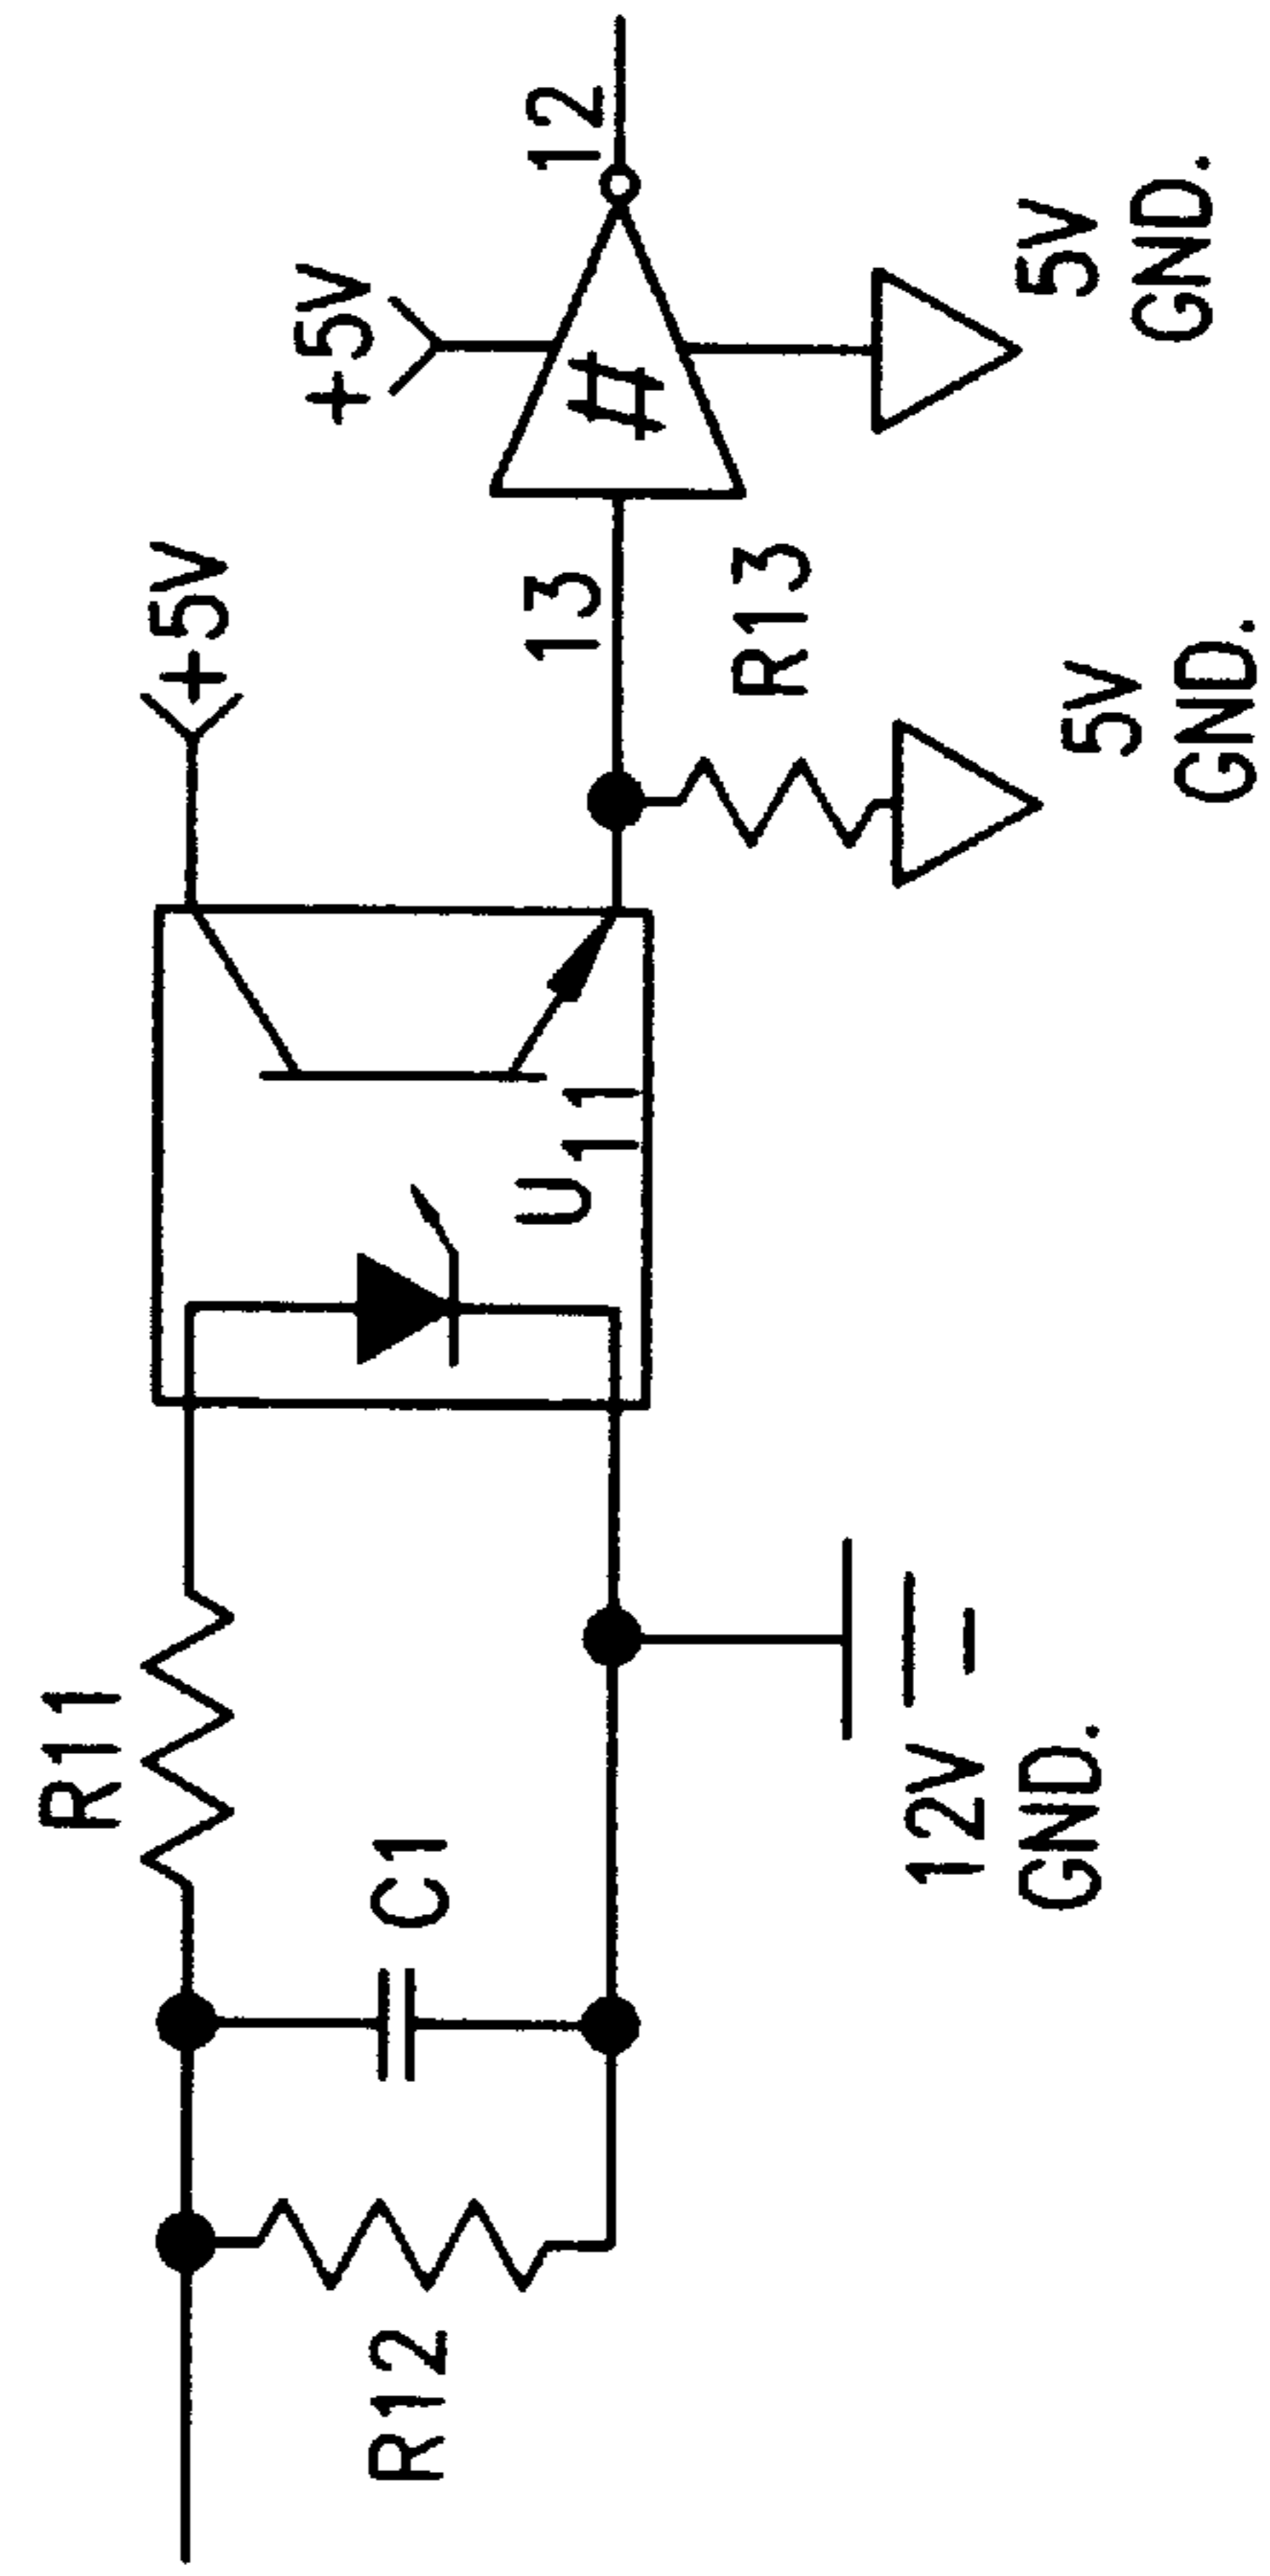 R12
C1
R11
12V
GND.
U11
+5V
13
R13
5V
GND.
+5V
#
12
5V
GND.